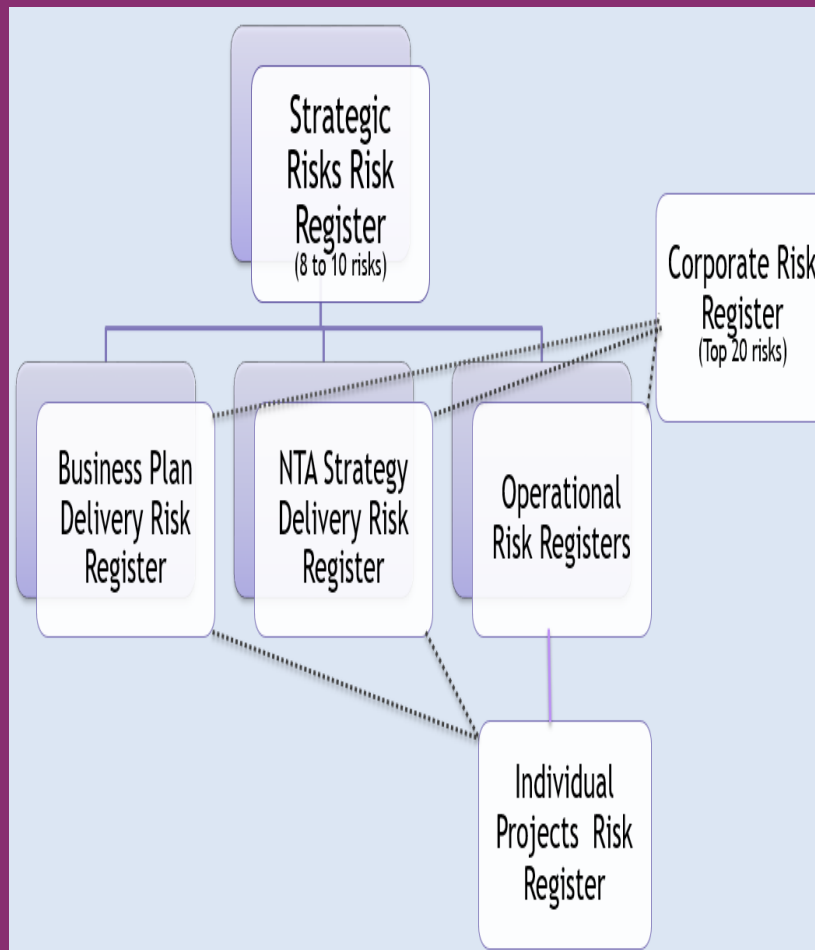 Strategic
Risks Risk
Register
(8 to 10 risks)
Corporate Risk
Register
(Top 20 risks)
Business Plan
Delivery Risk
Register
NTA Strategy
Delivery Risk
Register
Operational
Risk Registers
Individual
Projects Risk
Register